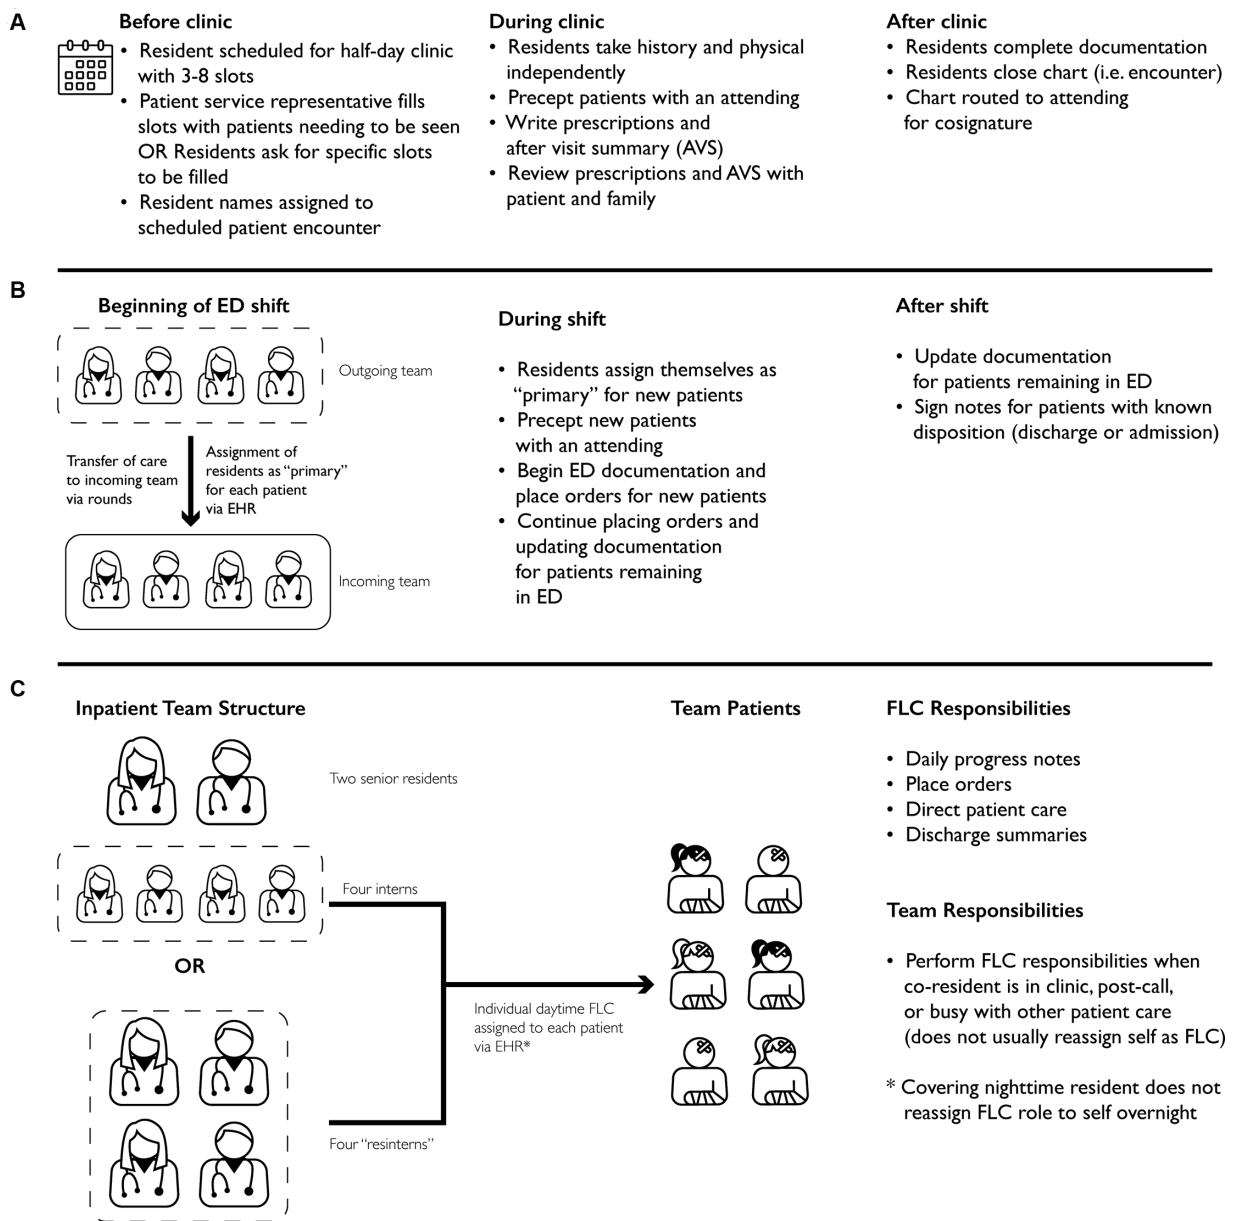 A
Before clinic
• Resident scheduled for half-day clinic
with 3-8 slots
• Patient service representative fills
slots with patients needing to be seen
OR Residents ask for specific slots
to be filled
• Resident names assigned to
scheduled patient encounter
During clinic
• Residents take history and physical
independently
• Precept patients with an attending
• Write prescriptions and
after visit summary (AVS)
• Review prescriptions and AVS with
patient and family
After clinic
• Residents complete documentation
• Residents close chart (i.e. encounter)
• Chart routed to attending
for cosignature
B
Beginning of ED shift
Outgoing team
Transfer of care
to incoming team
via rounds
Assignment of
residents as “primary”
for each patient
via EHR
Incoming team
During shift
• Residents assign themselves as
“primary” for new patients
• Precept new patients
with an attending
• Begin ED documentation and
place orders for new patients
• Continue placing orders and
updating documentation
for patients remaining
in ED
After shift
• Update documentation
for patients remaining in ED
• Sign notes for patients with known
disposition (discharge or admission)
C
Inpatient Team Structure
Two senior residents
Four interns
OR
Four “resinterns”
Individual daytime FLC
assigned to each patient
via EHR*
Team Patients
FLC Responsibilities
• Daily progress notes
• Place orders
• Direct patient care
• Discharge summaries
Team Responsibilities
• Perform FLC responsibilities when
co-resident is in clinic, post-call,
or busy with other patient care
(does not usually reassign self as FLC)
* Covering nighttime resident does not
reassign FLC role to self overnight